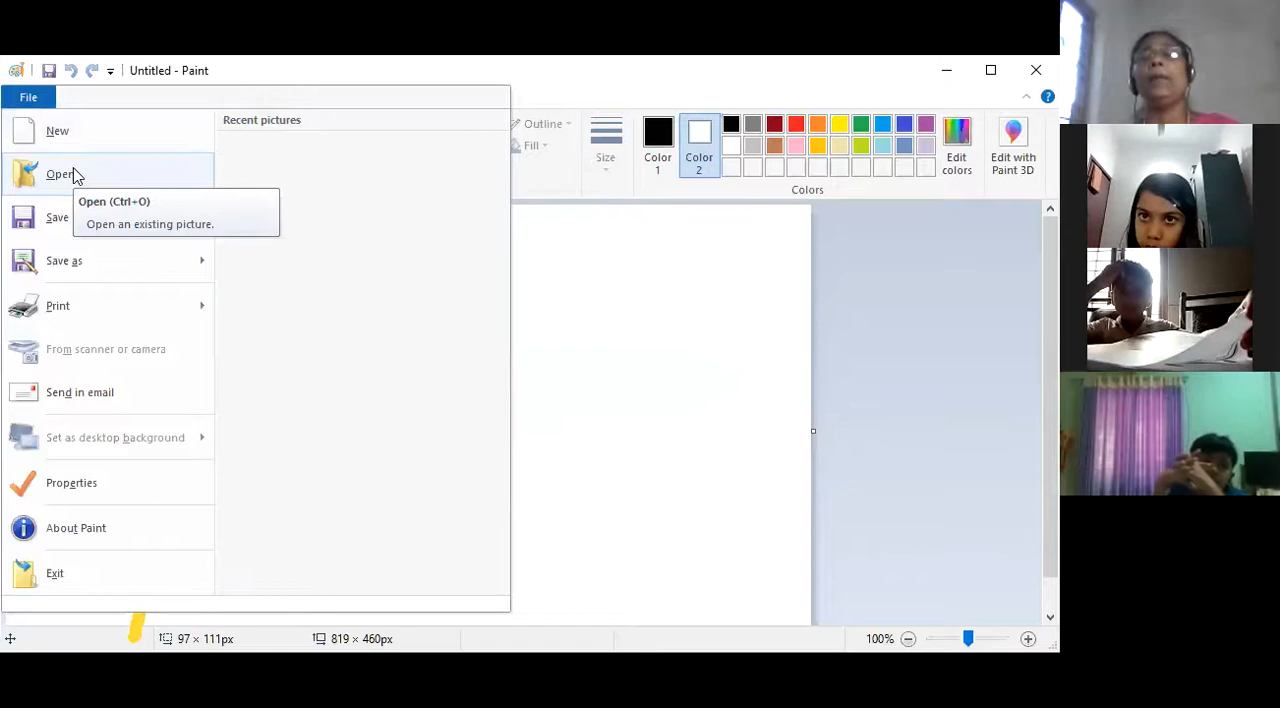 Untitled - Paint
File
New
Open
Open (Ctrl+O)
Open an existing picture.
Save
Save as
Print
From scanner or camera
Send in email
Set as desktop background
Properties
About Paint
Exit
Recent pictures
Outline
Fill
Size
Color 1
Color 2
Edit colors
Edit with Paint 3D
Colors
97 × 111px
819 × 460px
100%